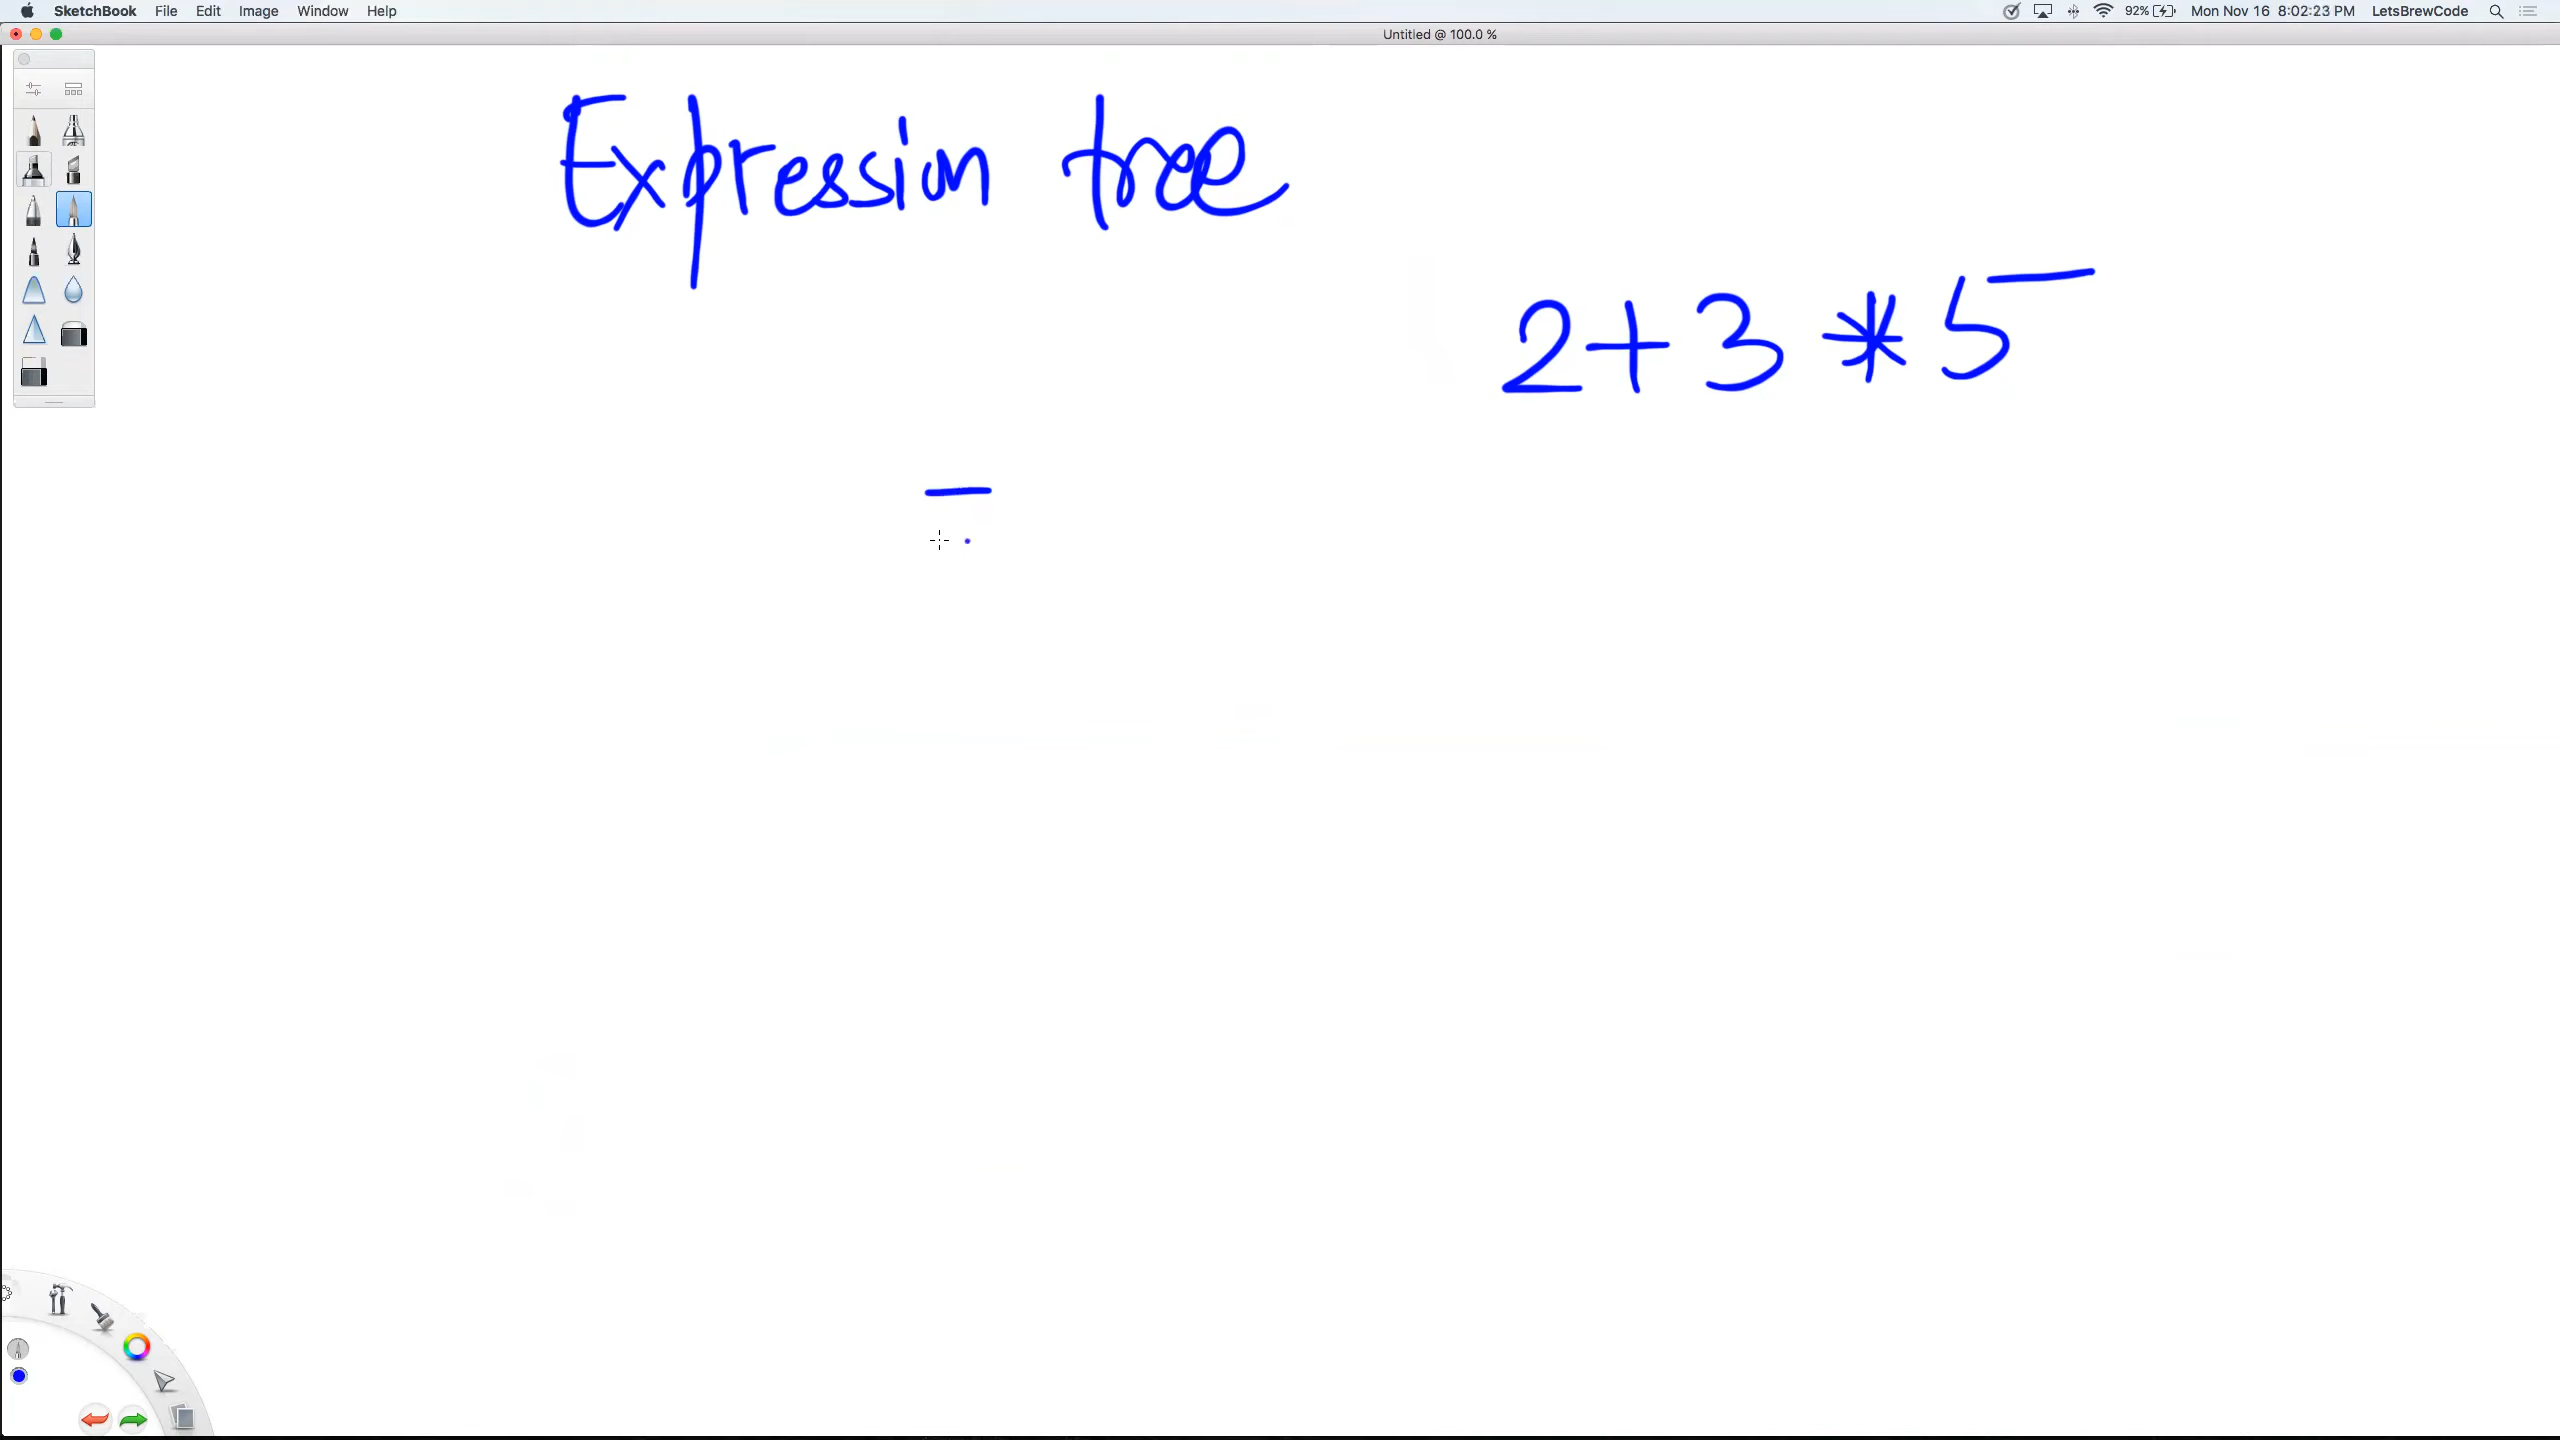 SketchBook File Edit Image Window Help 92% Mon Nov 16 8:02:23 PM LetsBrewCode
Untitled @ 100.0 %
Expression tree
2+3 * 5